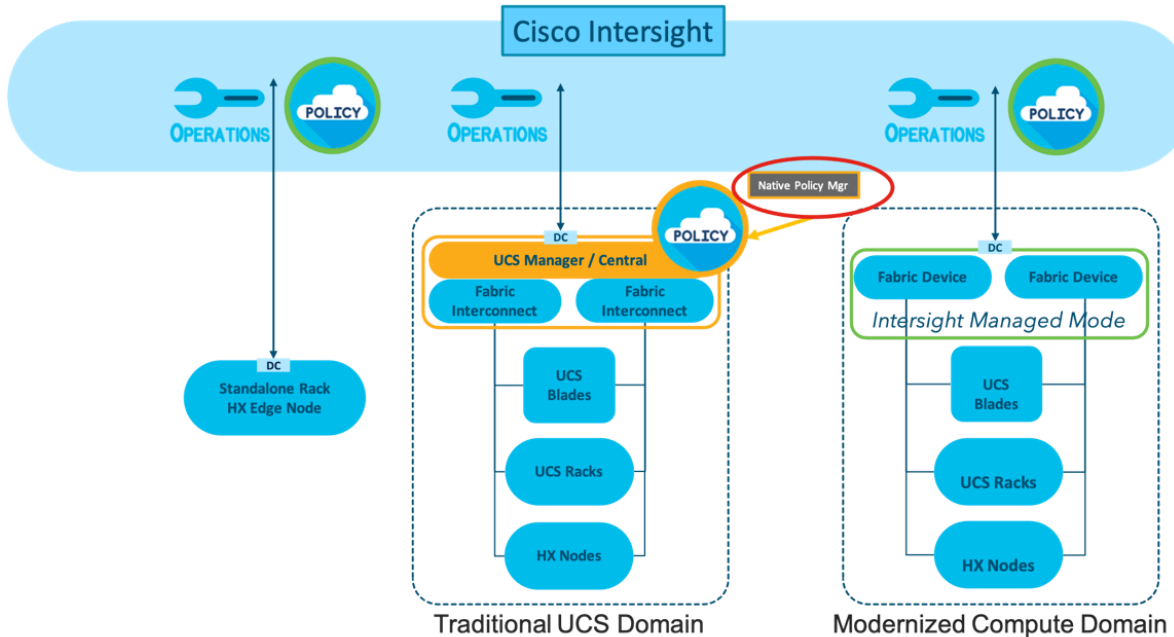 Cisco Intersight
OPERATIONS
POLICY
OPERATIONS
OPERATIONS
POLICY
Native Policy Mgr
POLICY
DC
UCS Manager / Central
Fabric
Interconnect
Fabric
Interconnect
UCS
Blades
UCS Racks
HX Nodes
Traditional UCS Domain
DC
Standalone Rack
HX Edge Node
DC
Fabric Device
Fabric Device
Intersight Managed Mode
UCS
Blades
UCS Racks
HX Nodes
Modernized Compute Domain